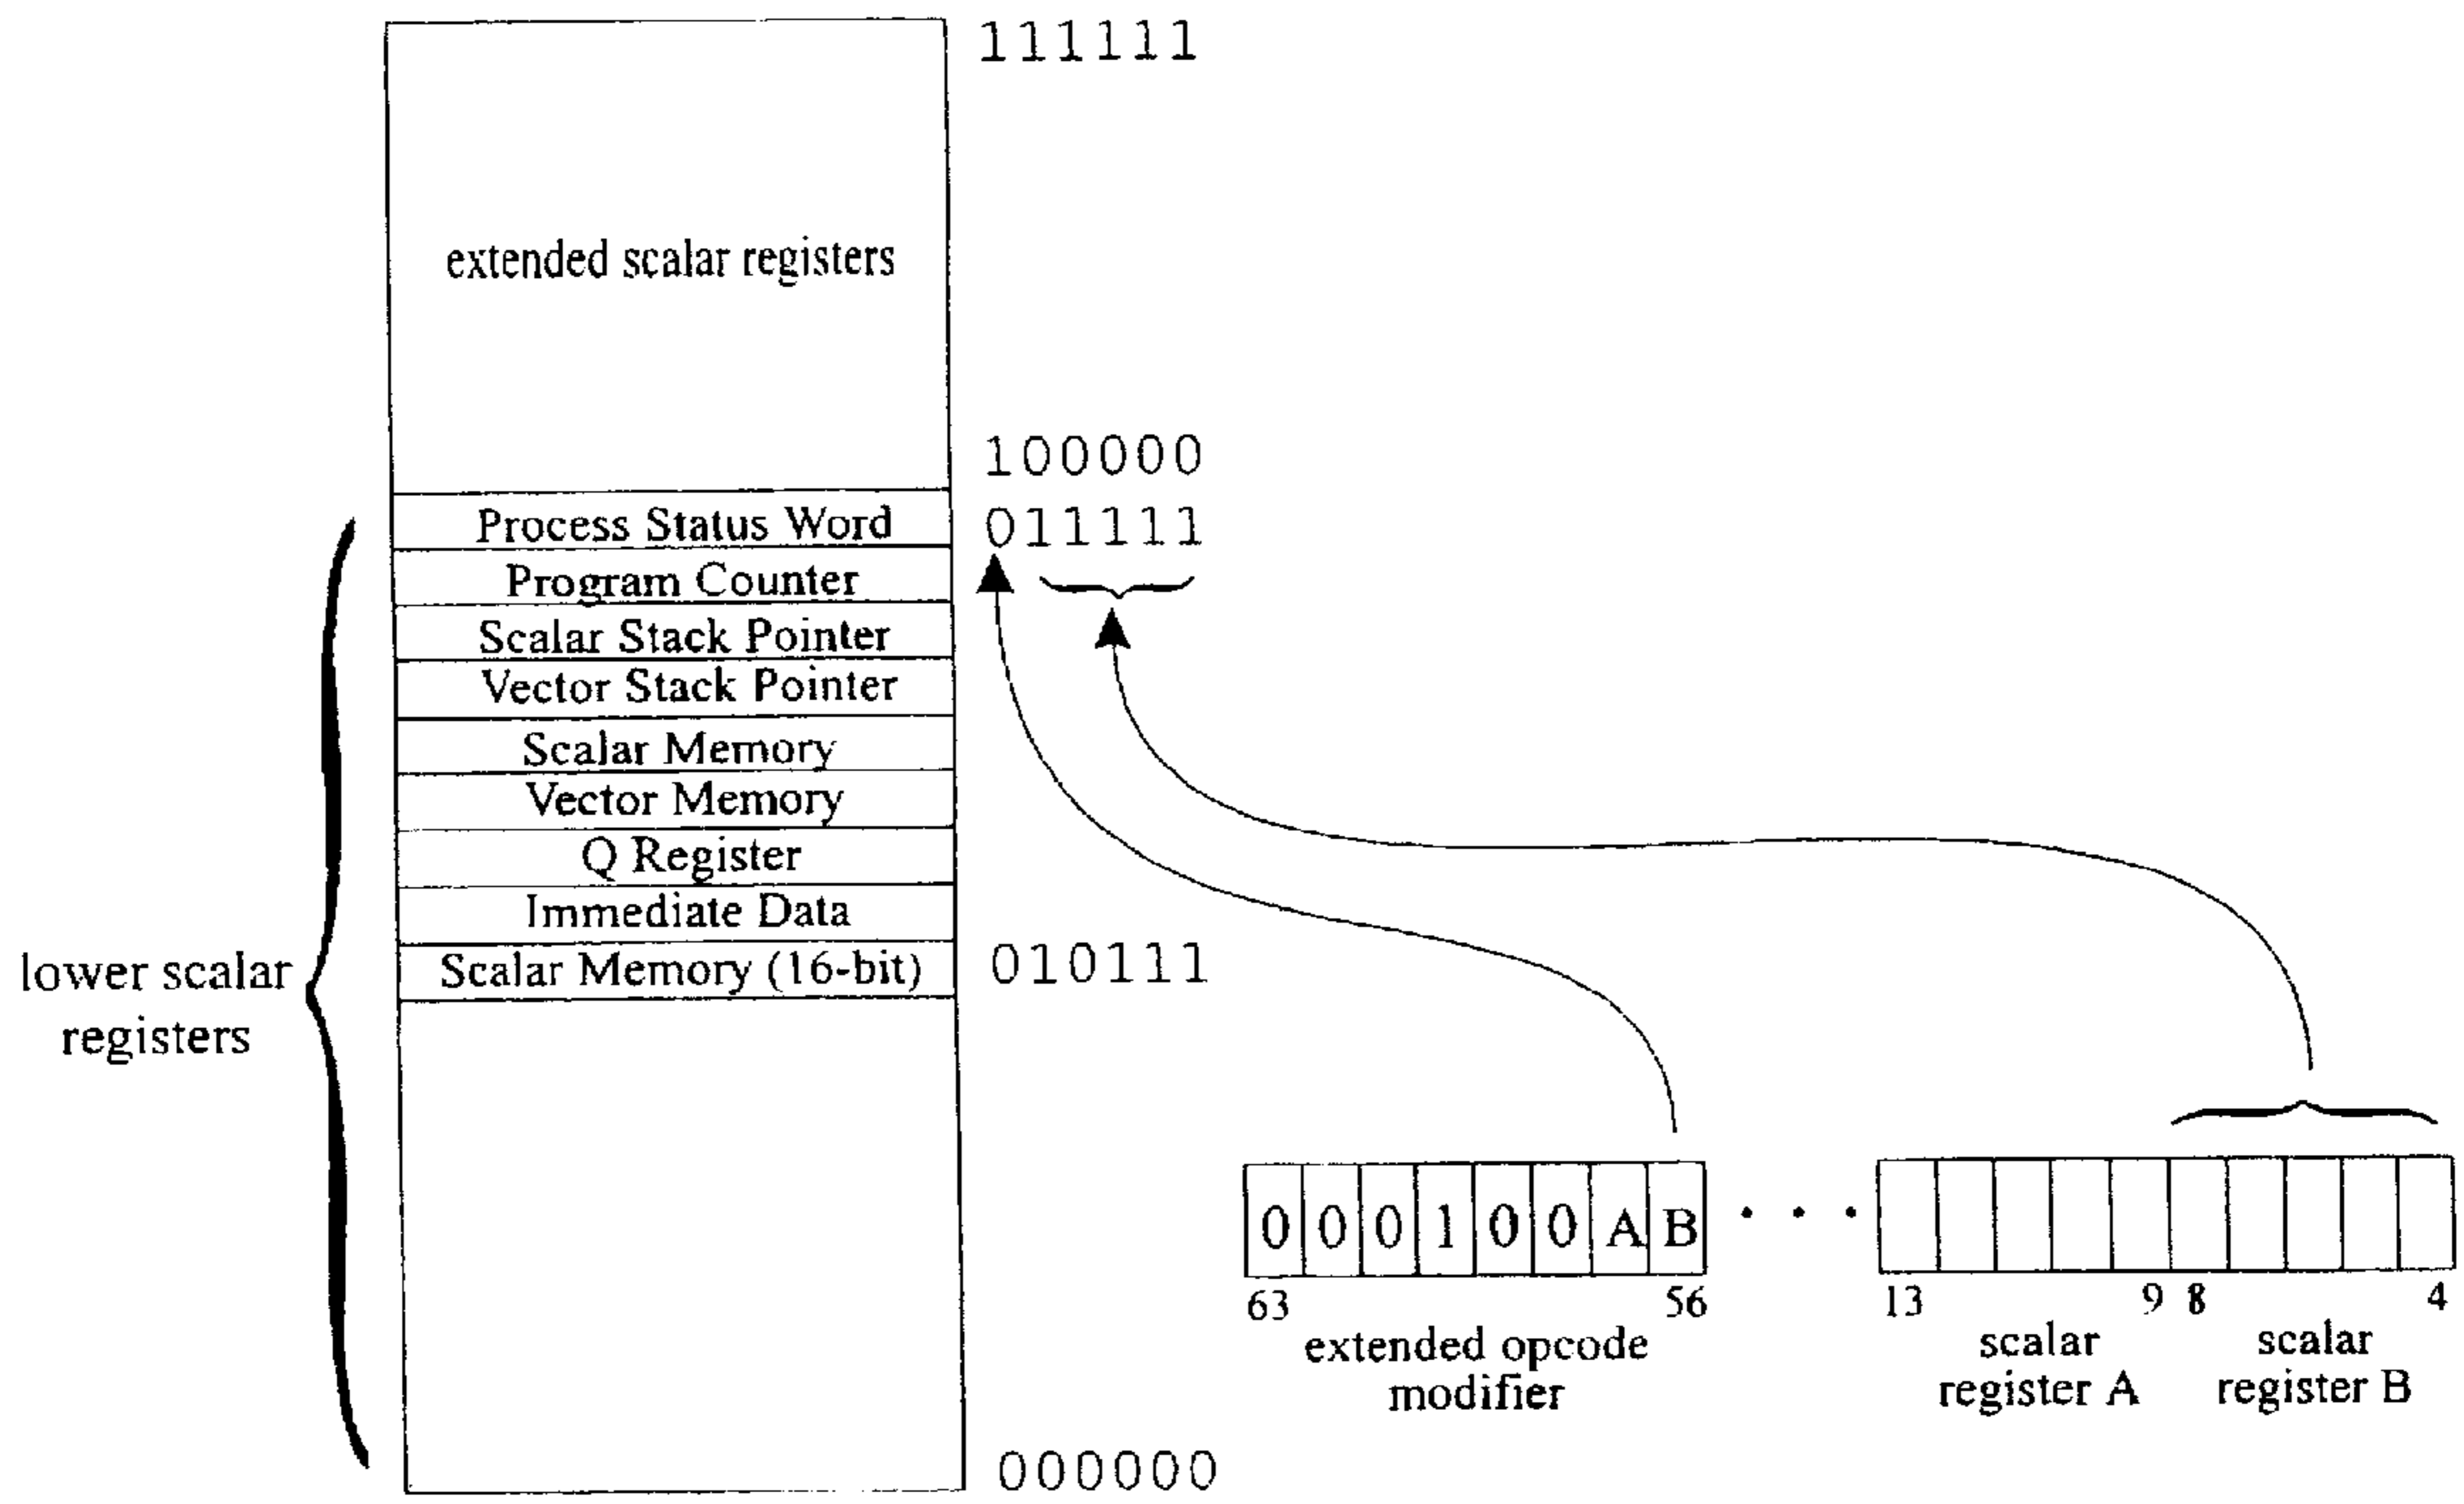 111111
extended scalar registers
100000
Process Status Word
011111
Program Counter
Scalar Stack Pointer
Vector Stack Pointer
Scalar Memory
Vector Memory
Q Register
Immediate Data
Scalar Memory (16-bit)
010111
lower scalar
registers
000000
0 0 0 1 0 0 A B . . .
63
56
13
9 8
4
extended opcode
modifier
scalar
register A
scalar
register B